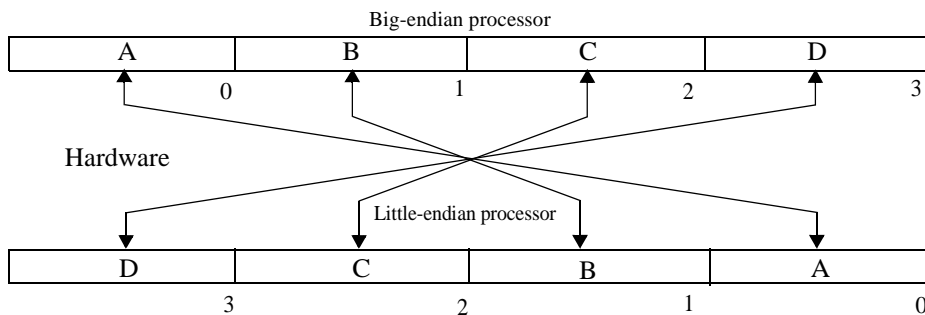 Big-endian processor
A B C D
0 1 2 3
Hardware
Little-endian processor
D C B A
3 2 1 0